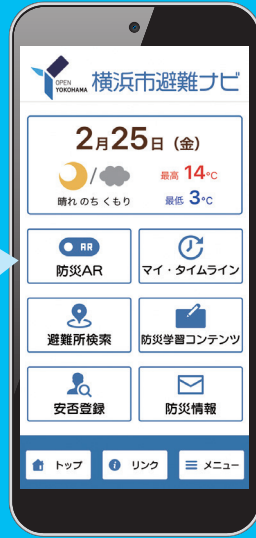 OPEN
YOKOHAMA
横浜市避難ナビ
2月25日（金）
晴れ のち くもり
最高 14℃
最低 3℃
AR
防災AR
マイ・タイムライン
避難所検索
防災学習コンテンツ
安否登録
防災情報
トップ
リンク
メニュー